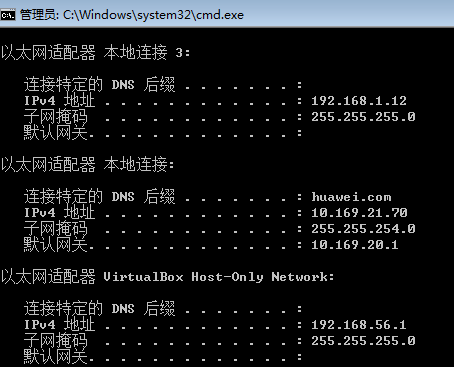 管理员: C:\Windows\system32\cmd.exe
以太网适配器 本地连接 3:
连接特定的 DNS 后缀 . . . . . . . :
IPv4 地址 . . . . . . . . . . . . : 192.168.1.12
子网掩码 . . . . . . . . . . . . : 255.255.255.0
默认网关. . . . . . . . . . . . . :
以太网适配器 本地连接:
连接特定的 DNS 后缀 . . . . . . . : huawei.com
IPv4 地址 . . . . . . . . . . . . : 10.169.21.70
子网掩码 . . . . . . . . . . . . : 255.255.254.0
默认网关. . . . . . . . . . . . . : 10.169.20.1
以太网适配器 VirtualBox Host-Only Network:
连接特定的 DNS 后缀 . . . . . . . :
IPv4 地址 . . . . . . . . . . . . : 192.168.56.1
子网掩码 . . . . . . . . . . . . : 255.255.255.0
默认网关. . . . . . . . . . . . . :